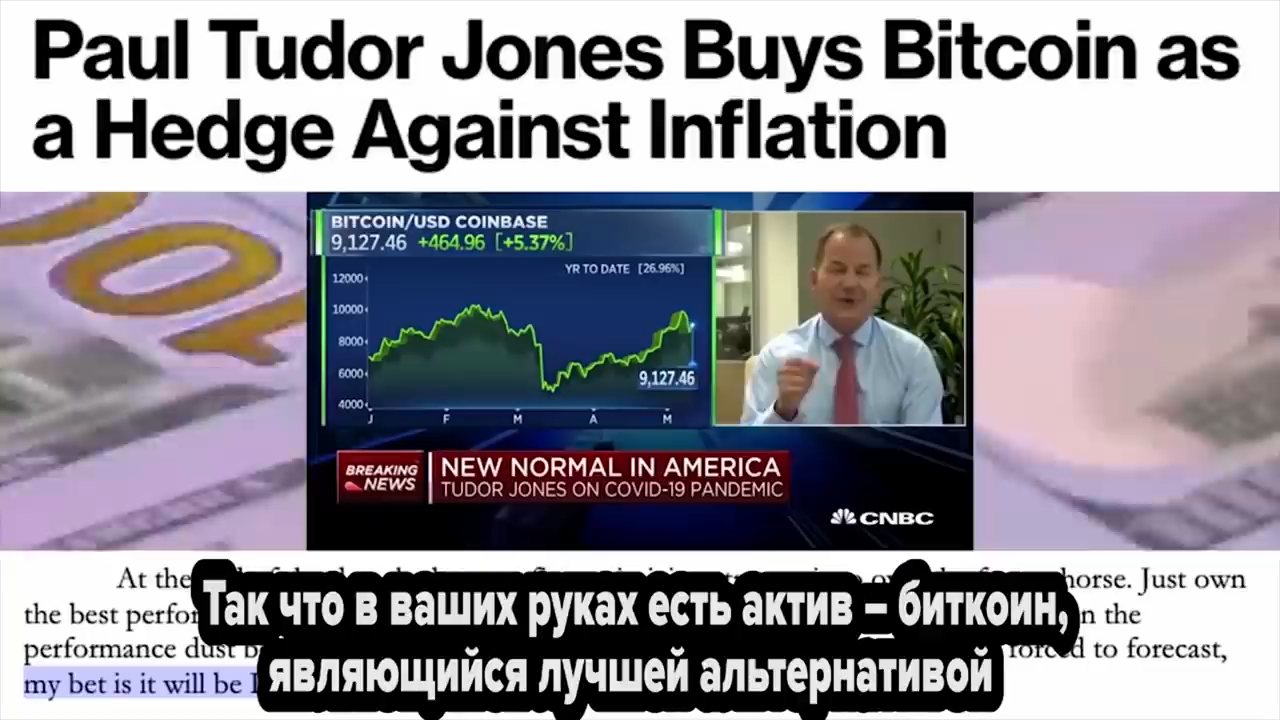 Paul Tudor Jones Buys Bitcoin as
a Hedge Against Inflation
BITCOIN/USD COINBASE
9,127.46 +464.96 [+5.37%]
YR TO DATE [26.96%]
12000
10000
8000
6000
4000
9,127.46
J F M A M
BREAKING NEWS
NEW NORMAL IN AMERICA
TUDOR JONES ON COVID-19 PANDEMIC
CNBC
At the horse. Just own
the best n the
performance dust to forecast,
my bet is it will be
Так что в ваших руках есть актив – биткоин,
являющийся лучшей альтернативой